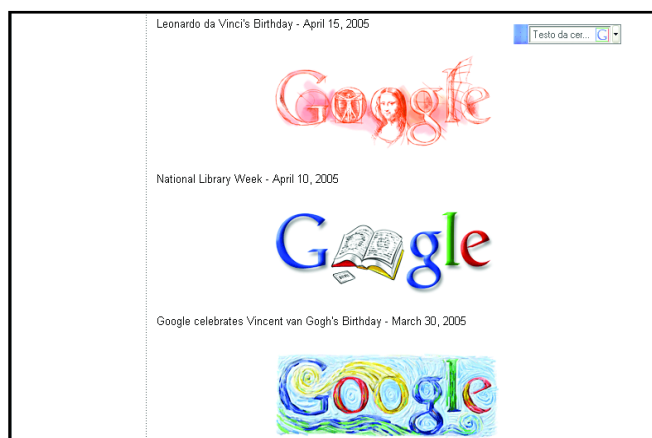 Leonardo da Vinci's Birthday - April 15, 2005
Testo da cer... G
Google
National Library Week - April 10, 2005
Google
Google celebrates Vincent van Gogh's Birthday - March 30, 2005
Google